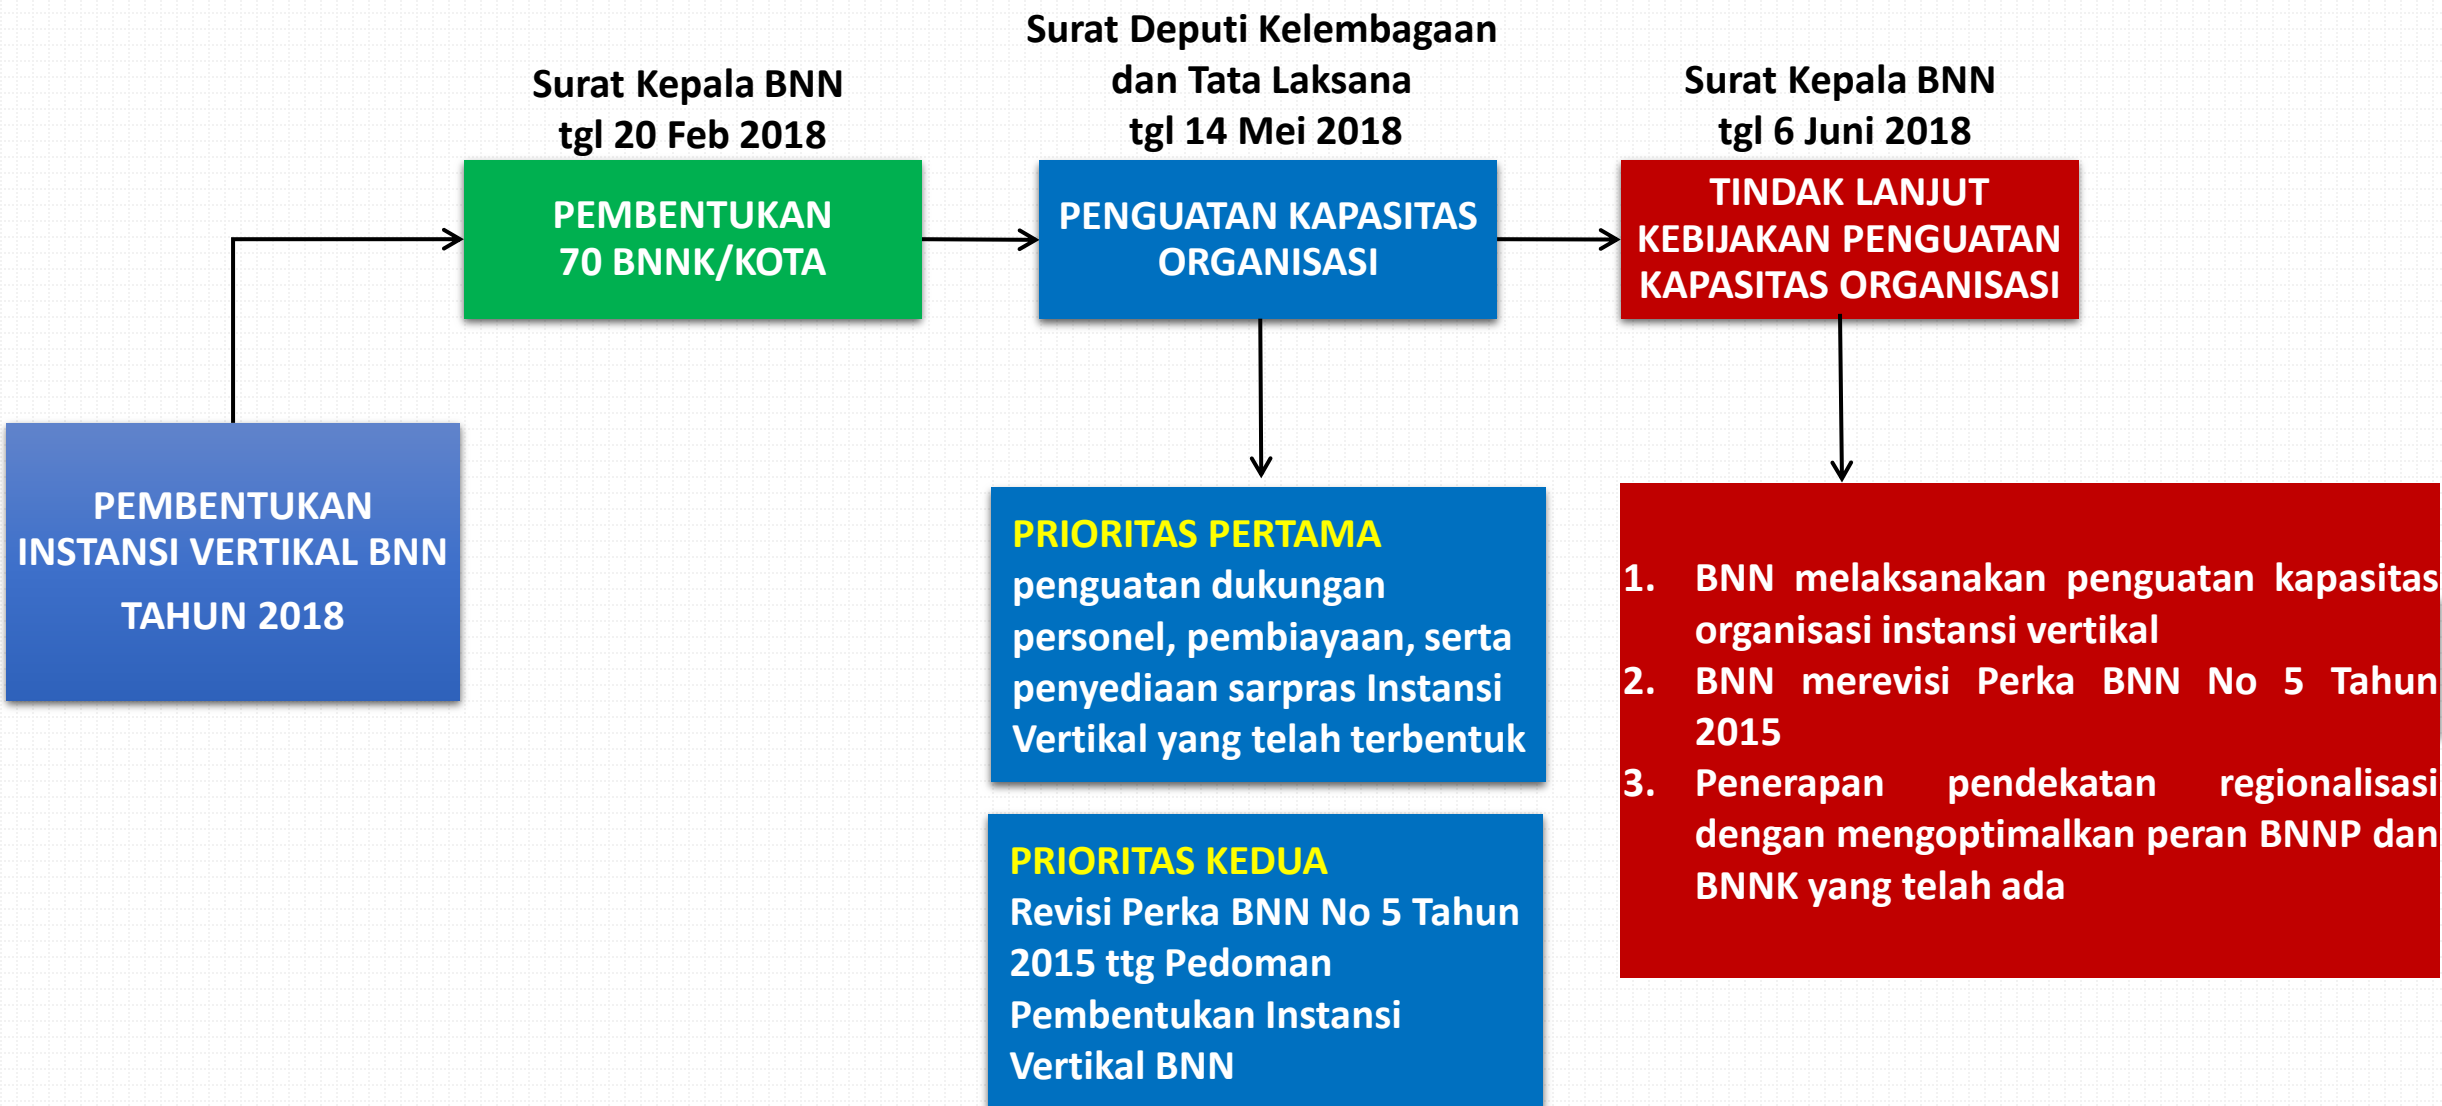 Surat Kepala BNN
tgl 20 Feb 2018
Surat Deputi Kelembagaan
dan Tata Laksana
tgl 14 Mei 2018
Surat Kepala BNN
tgl 6 Juni 2018
PEMBENTUKAN
70 BNNK/KOTA
PENGUATAN KAPASITAS
ORGANISASI
TINDAK LANJUT
KEBIJAKAN PENGUATAN
KAPASITAS ORGANISASI
PEMBENTUKAN
INSTANSI VERTIKAL BNN
TAHUN 2018
PRIORITAS PERTAMA
penguatan dukungan
personel, pembiayaan, serta
penyediaan sarpras Instansi
Vertikal yang telah terbentuk
PRIORITAS KEDUA
Revisi Perka BNN No 5 Tahun
2015 ttg Pedoman
Pembentukan Instansi
Vertikal BNN
1. BNN melaksanakan penguatan kapasitas
organisasi instansi vertikal
2. BNN merevisi Perka BNN No 5 Tahun
2015
3. Penerapan pendekatan regionalisasi
dengan mengoptimalkan peran BNNP dan
BNNK yang telah ada